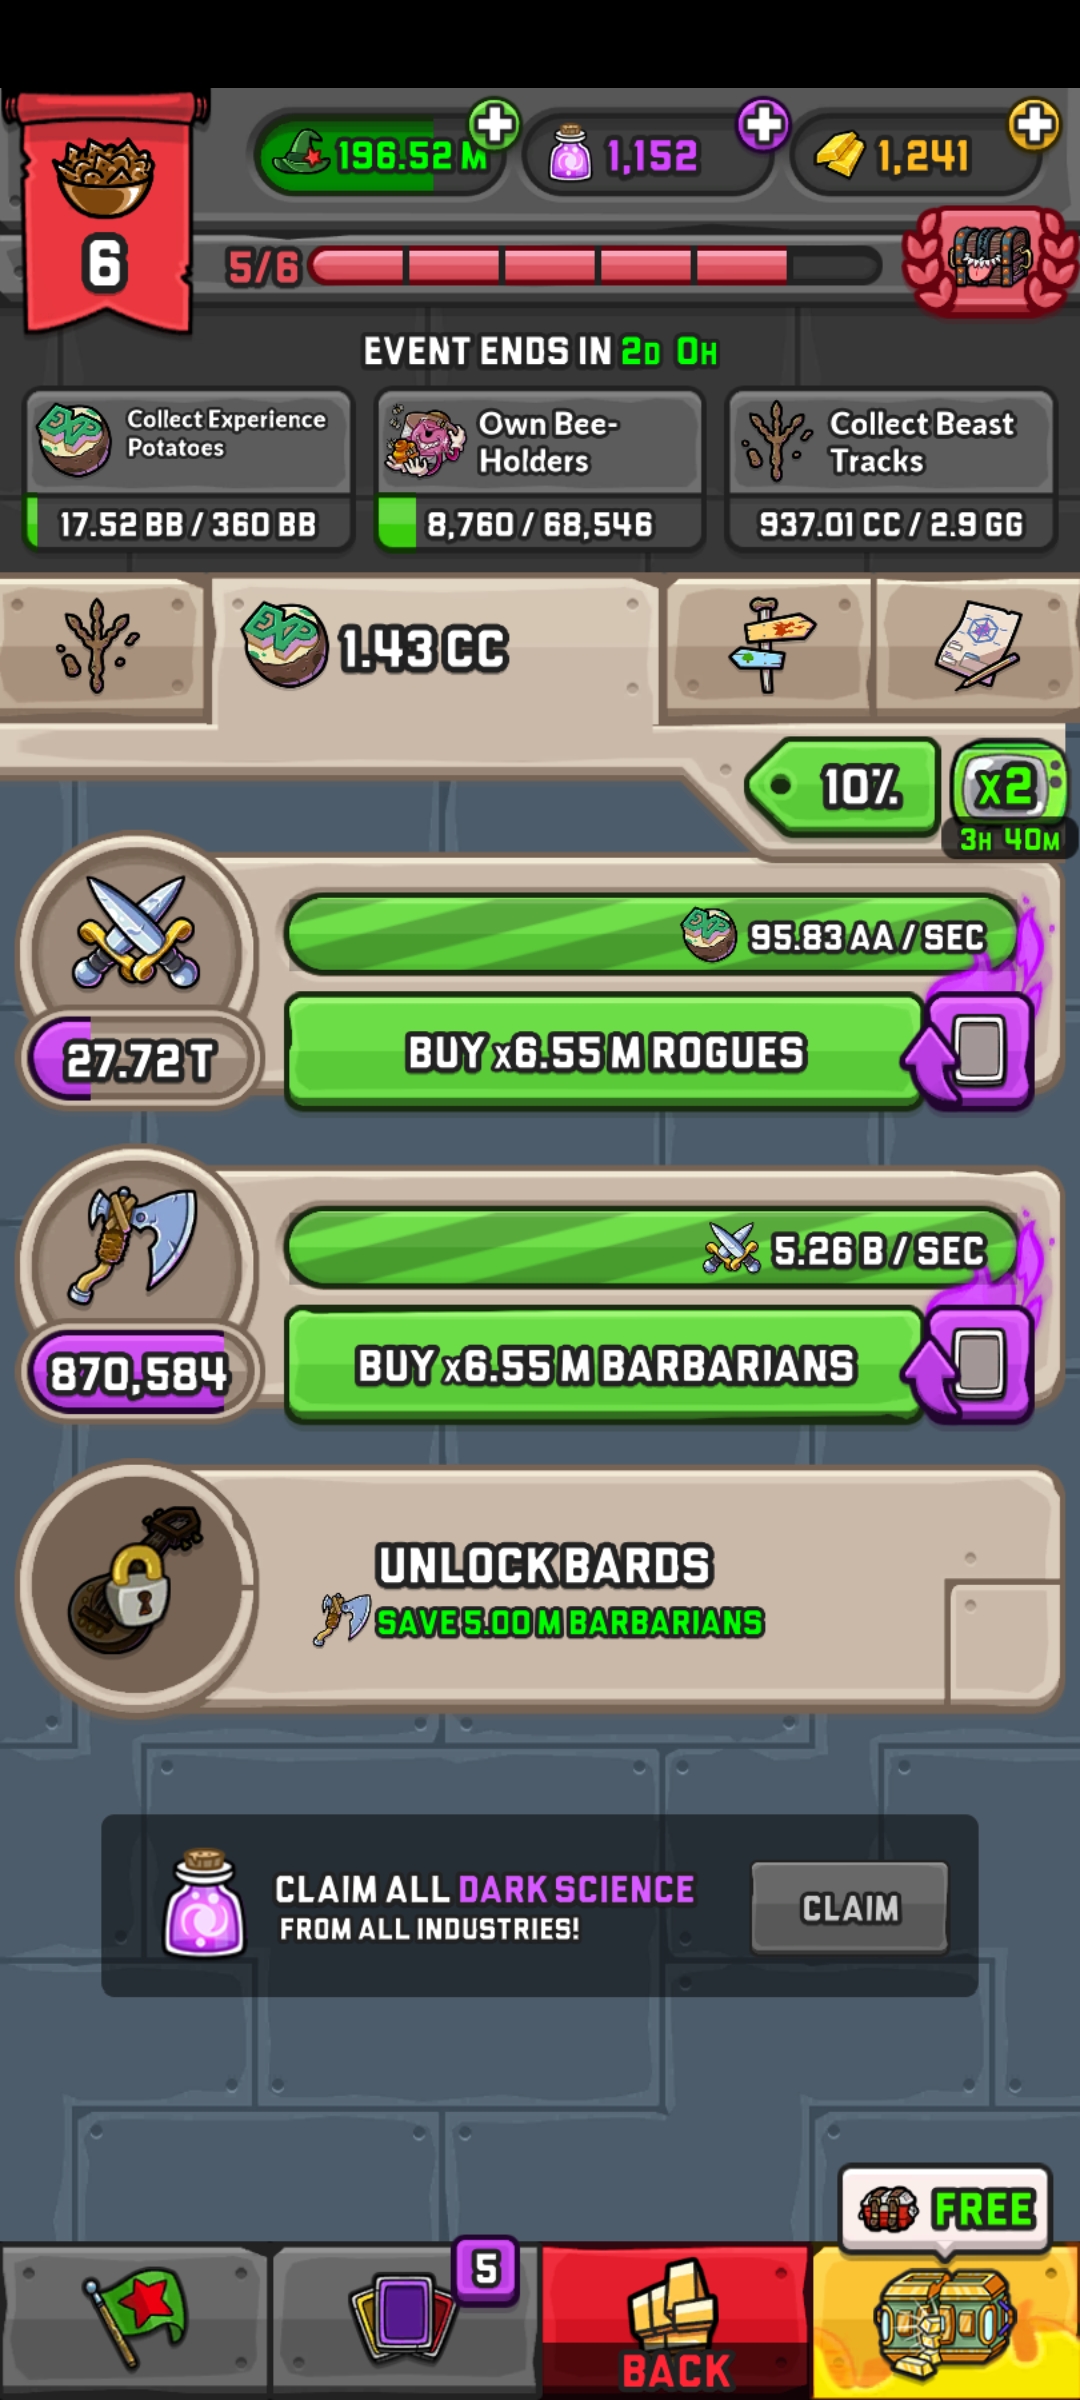 196.52 M
1,152
1,241
6
5/6
EVENT ENDS IN 2D 0H
Collect Experience
Potatoes
17.52 BB / 360 BB
Own Bee-
Holders
8,760 / 68,546
Collect Beast
Tracks
937.01 CC / 2.9 GG
EXP
1.43 CC
10%
x2
3H 40M
95.83 AA / SEC
27.72 T
BUY x6.55 M ROGUES
5.26 B / SEC
870,584
BUY x6.55 M BARBARIANS
UNLOCK BARDS
SAVE 5.00 M BARBARIANS
CLAIM ALL DARK SCIENCE
FROM ALL INDUSTRIES!
CLAIM
FREE
5
BACK